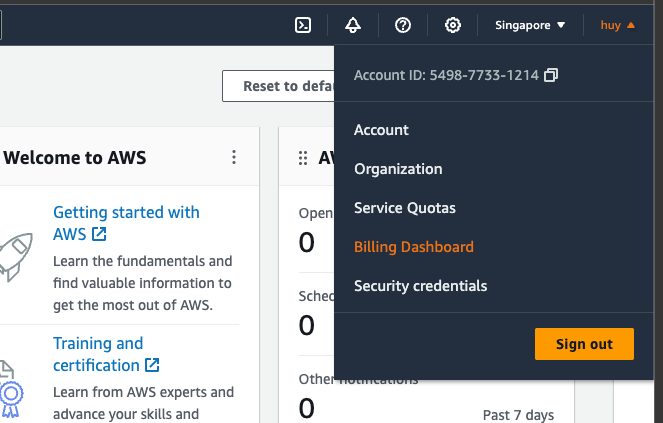 Singapore
huy
Reset to defau
Account ID: 5498-7733-1214
Account
Organization
Service Quotas
Billing Dashboard
Security credentials
Sign out
Welcome to AWS
Getting started with
AWS
Learn the fundamentals and
find valuable information to
get the most out of AWS.
Training and
certification
Learn from AWS experts and
advance your skills and
AW
Open
0
Sched
0
Other notifications
0
Past 7 days